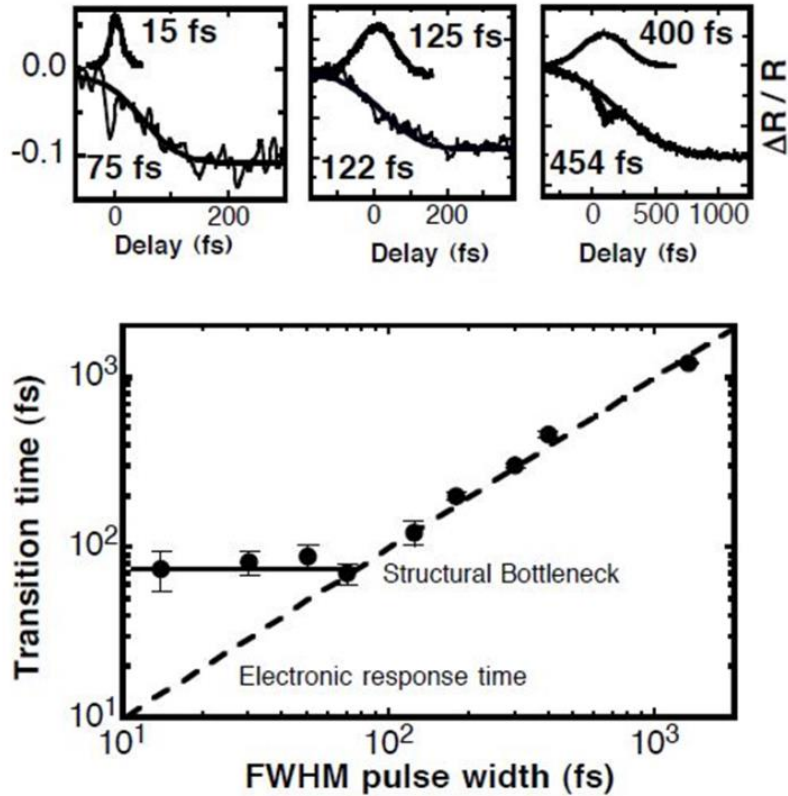 15 fs
125 fs
400 fs
0.0
-0.1
75 fs
122 fs
454 fs
ΔR / R
0 200
0 200
0 500 1000
Delay (fs)
Delay (fs)
Delay (fs)
Transition time (fs)
10³
10²
10¹
Structural Bottleneck
Electronic response time
10¹ 10² 10³
FWHM pulse width (fs)